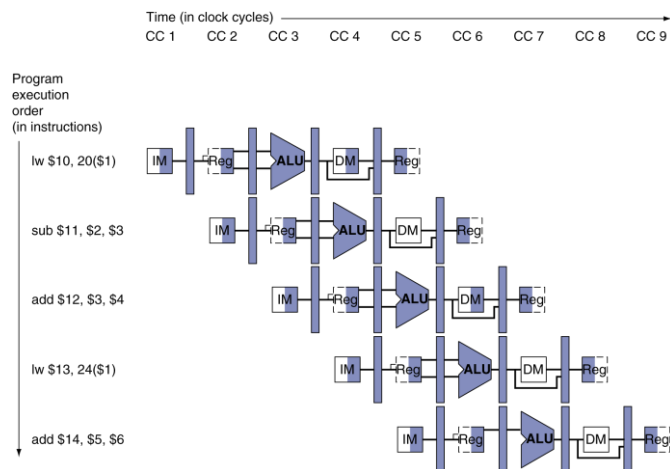 Time (in clock cycles)
CC 1 CC 2 CC 3 CC 4 CC 5 CC 6 CC 7 CC 8 CC 9
Program
execution
order
(in instructions)
lw $10, 20($1) IM Reg ALU DM Reg
sub $11, $2, $3 IM Reg ALU DM Reg
add $12, $3, $4 IM Reg ALU DM Reg
lw $13, 24($1) IM Reg ALU DM Reg
add $14, $5, $6 IM Reg ALU DM Reg